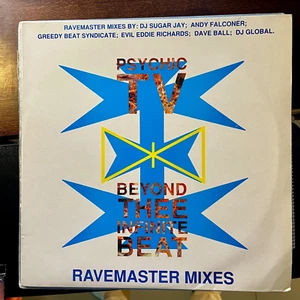 RAVEMASTER MIXES BY: DJ SUGAR JAY; ANDY FALCONER;
GREEDY BEAT SYNDICATE; EVIL EDDIE RICHARDS; DAVE BALL; DJ GLOBAL.
PSYCHIC
TV
BEYOND
THEE
INFINITE
BEAT
RAVEMASTER MIXES